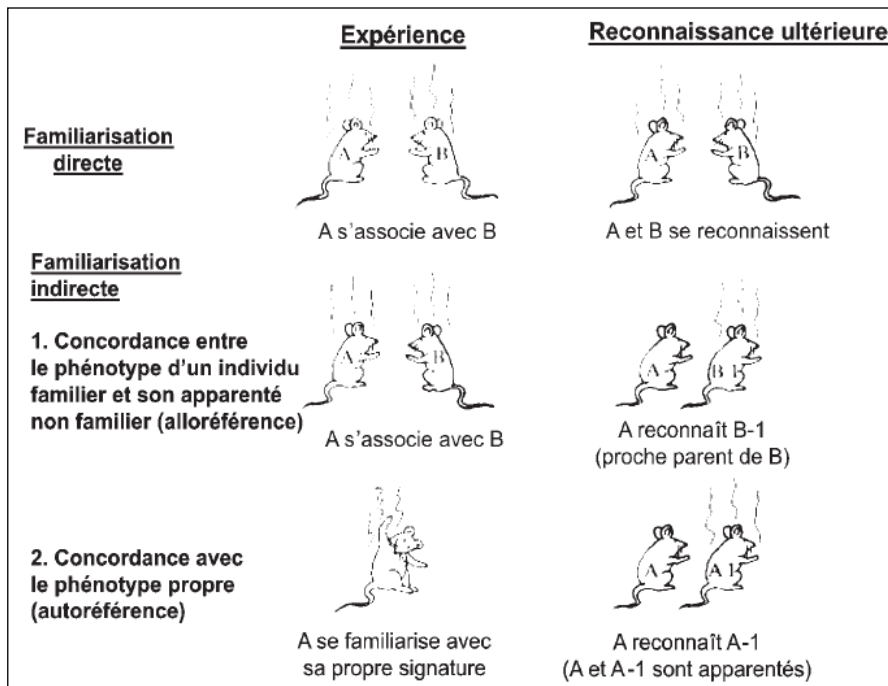 Expérience
Reconnaissance ultérieure
Familiarisation
directe
A
B
A
B
A s'associe avec B
A et B se reconnaissent
Familiarisation
indirecte
1. Concordance entre
le phénotype d'un individu
familier et son apparenté
non familier (alloréférence)
A
B
A
B 1
A s'associe avec B
A reconnaît B-1
(proche parent de B)
2. Concordance avec
le phénotype propre
(autoréférence)
A
A 1
A se familiarise avec
sa propre signature
A reconnaît A-1
(A et A-1 sont apparentés)